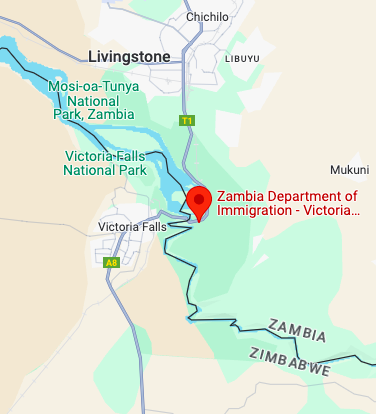 Chichilo
Livingstone
LIBUYU
Mosi-oa-Tunya
National
Park, Zambia
T1
Victoria Falls
National Park
Mukuni
Zambia Department of
Immigration - Victoria...
Victoria Falls
A8
ZAMBIA
ZIMBABWE